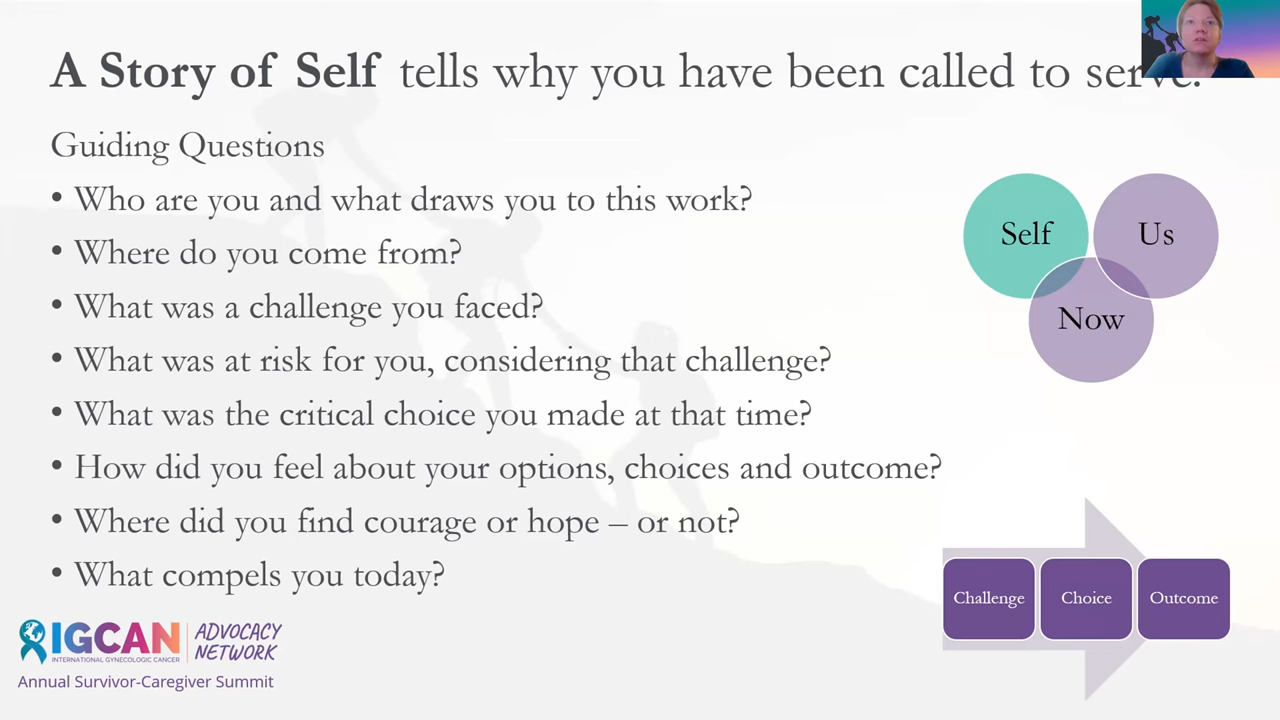 A Story of Self tells why you have been called to serve.
Guiding Questions
• Who are you and what draws you to this work?
• Where do you come from?
• What was a challenge you faced?
• What was at risk for you, considering that challenge?
• What was the critical choice you made at that time?
• How did you feel about your options, choices and outcome?
• Where did you find courage or hope – or not?
• What compels you today?
Self
Us
Now
Challenge
Choice
Outcome
IGCAN
INTERNATIONAL GYNECOLOGIC CANCER
ADVOCACY
NETWORK
Annual Survivor-Caregiver Summit